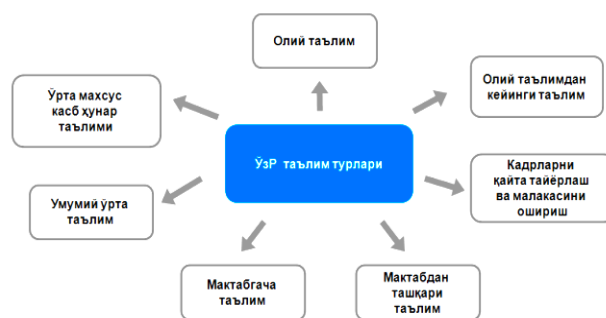 Олий таълим
Ўрта махсус
касб ҳунар
таълими
Олий таълимдан
кейинги таълим
ЎзР таълим турлари
Умумий ўрта
таълим
Кадрларни
қайта тайёрлаш
ва малакасини
ошириш
Мактабгача
таълим
Мактабдан
ташқари
таълим